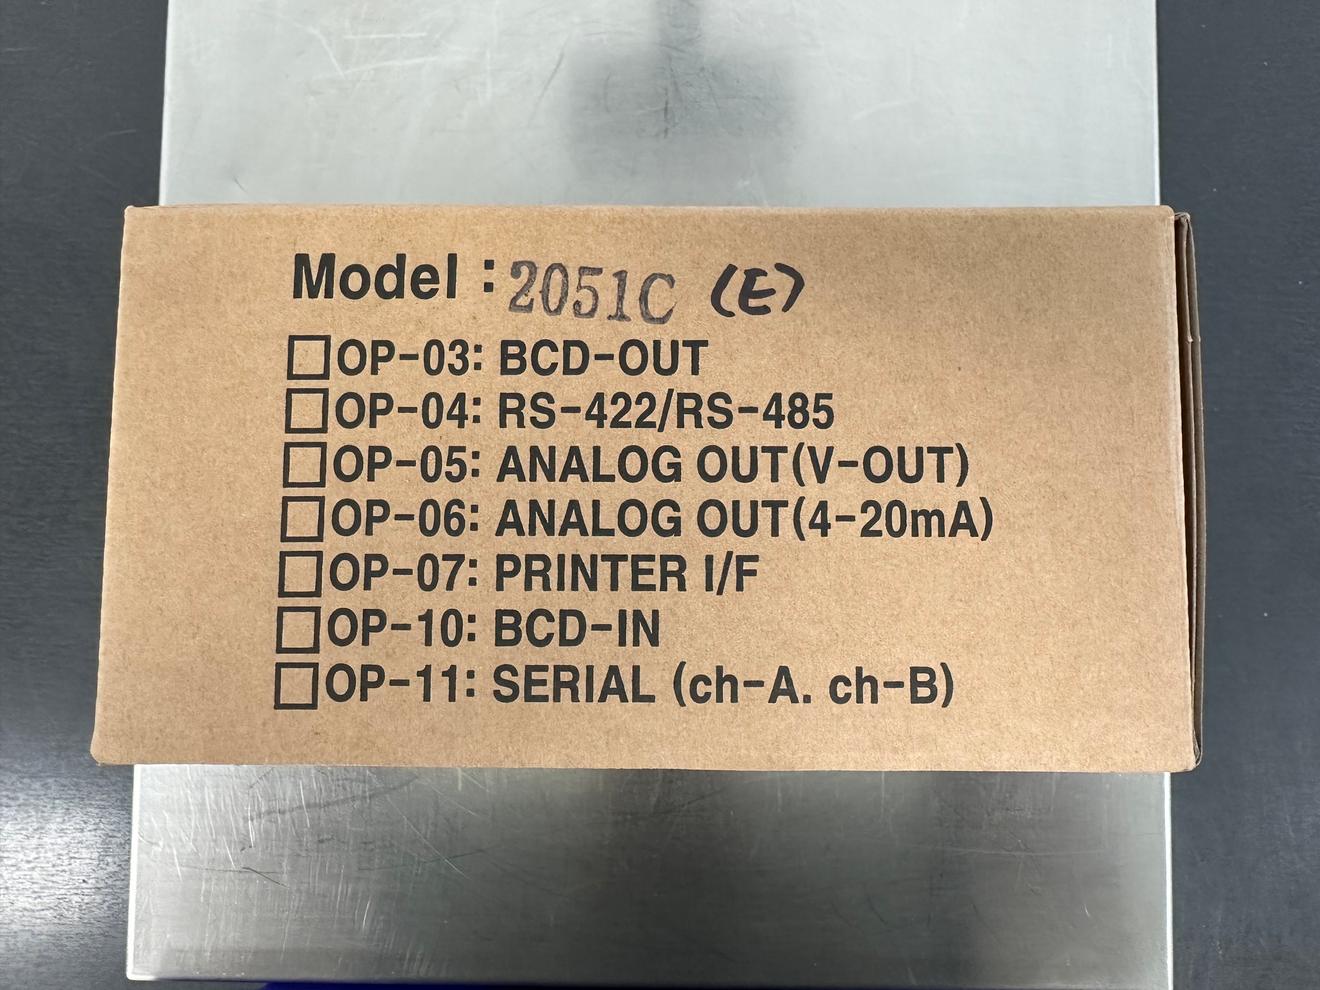 Model : 2051C (E)
□OP-03: BCD-OUT
□OP-04: RS-422/RS-485
□OP-05: ANALOG OUT(V-OUT)
□OP-06: ANALOG OUT(4-20mA)
□OP-07: PRINTER I/F
□OP-10: BCD-IN
□OP-11: SERIAL (ch-A. ch-B)